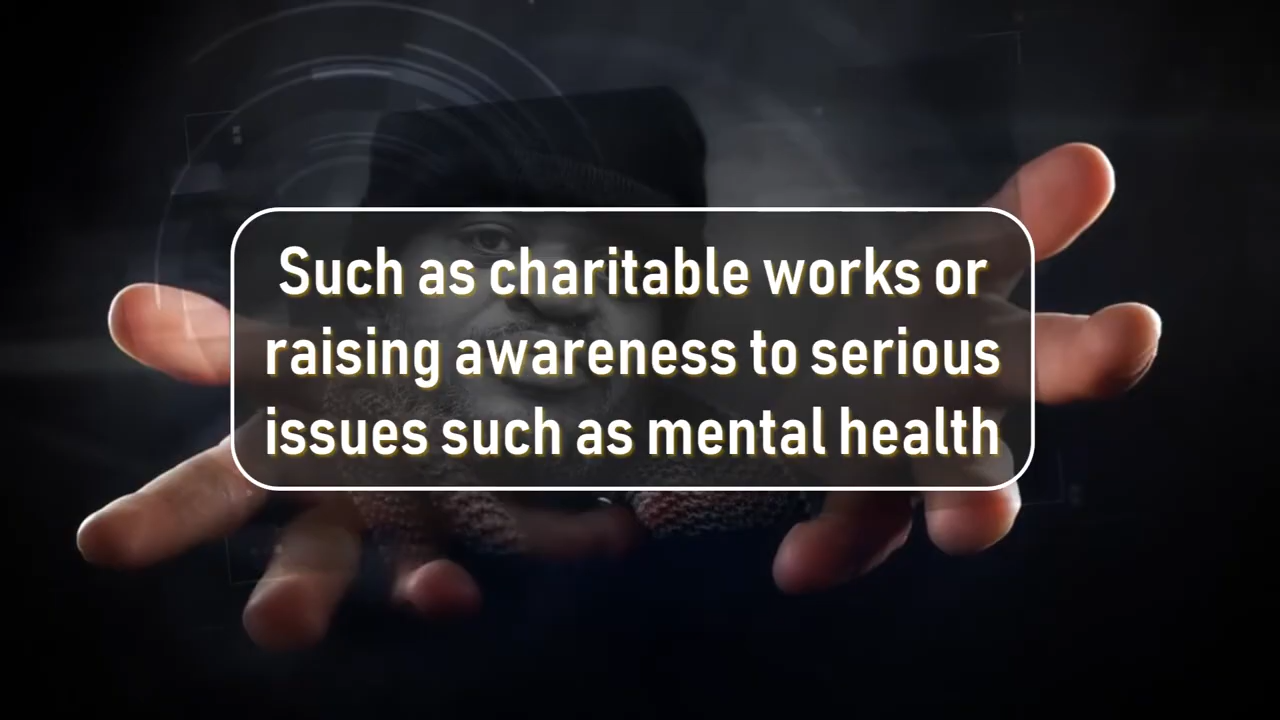 Such as charitable works or
raising awareness to serious
issues such as mental health